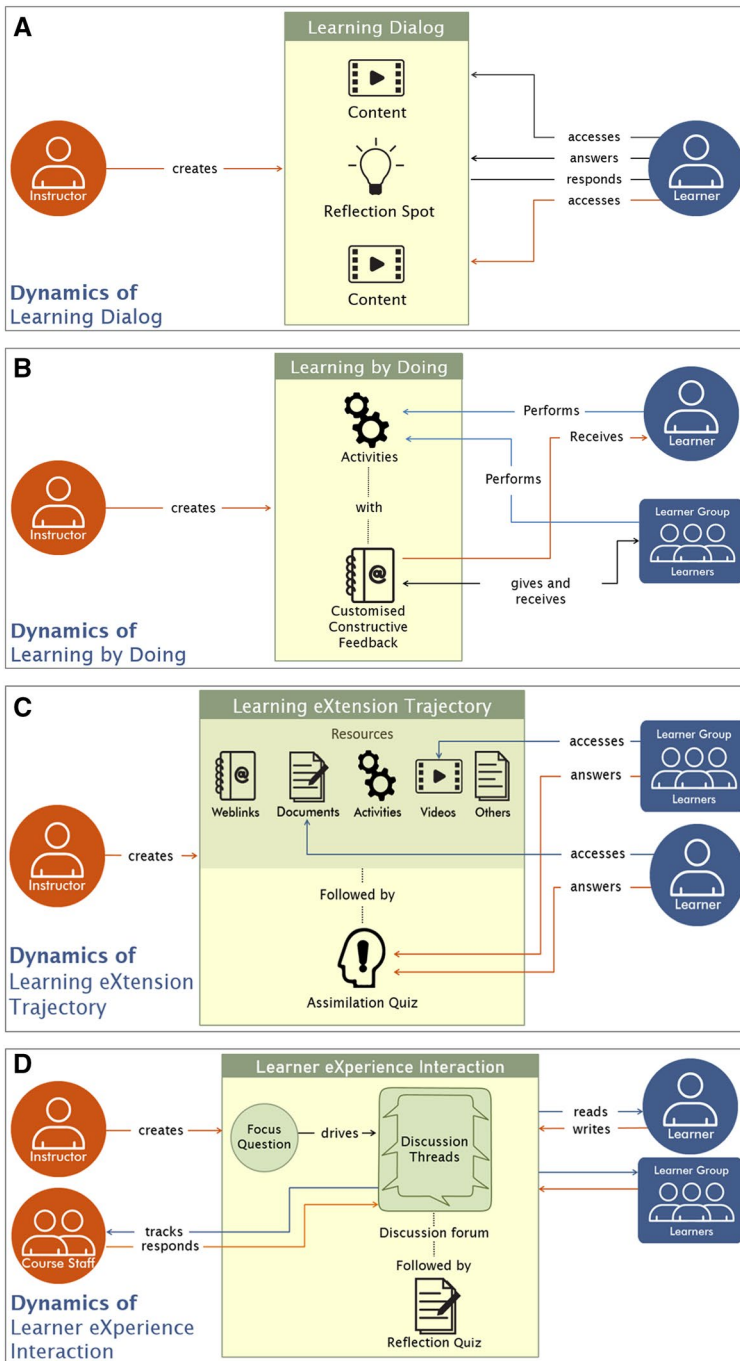 A
Learning Dialog
Content
accesses
answers
creates
responds
Instructor
Learner
accesses
Reflection Spot
Content
Dynamics of
Learning Dialog
B
Learning by Doing
Performs
Learner
Receives
Activities
Performs
creates
with
Instructor
Learner Group
Learners
@
gives and
receives
Customised
Constructive
Feedback
Dynamics of
Learning by Doing
C
Learning eXtension Trajectory
Resources
accesses
Learner Group
@
answers
Learners
Weblinks
Documents
Activities
Videos
Others
creates
accesses
Instructor
answers
Learner
Followed by
Assimilation Quiz
Dynamics of
Learning eXtension
Trajectory
D
Learner eXperience Interaction
creates
Instructor
Focus
Question
drives
Discussion
Threads
reads
writes
Learner
Learner Group
Learners
tracks
responds
Course Staff
Discussion forum
Followed by
Reflection Quiz
Dynamics of
Learner eXperience
Interaction